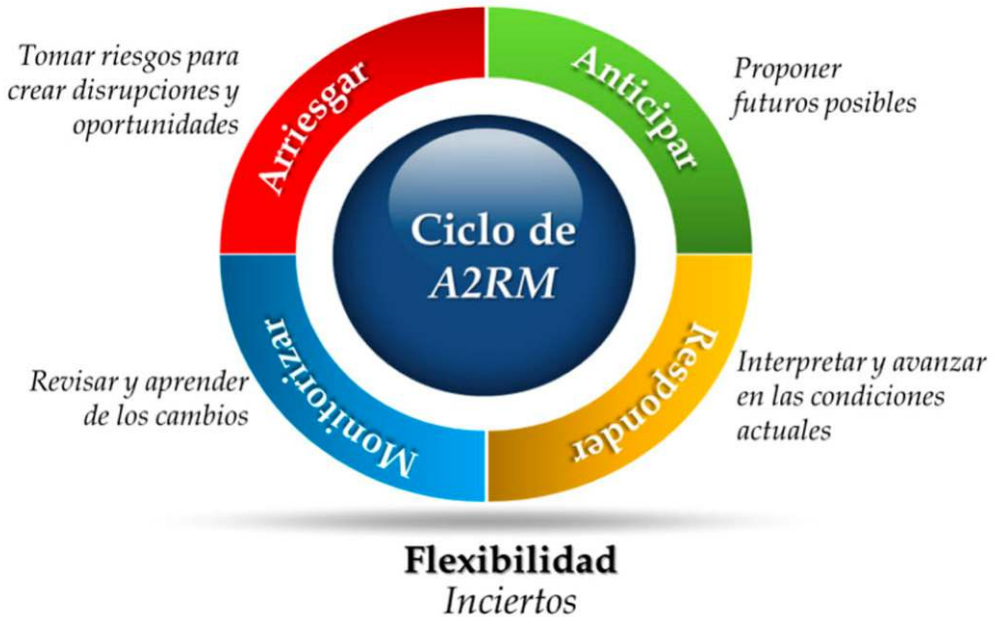 Tomar riesgos para
crear disrupciones y
oportunidades
Arriesgar
Anticipar
Proponer
futuros posibles
Ciclo de
A2RM
Revisar y aprender
de los cambios
Monitorizar
Responder
Interpretar y avanzar
en las condiciones
actuales
Flexibilidad
Inciertos